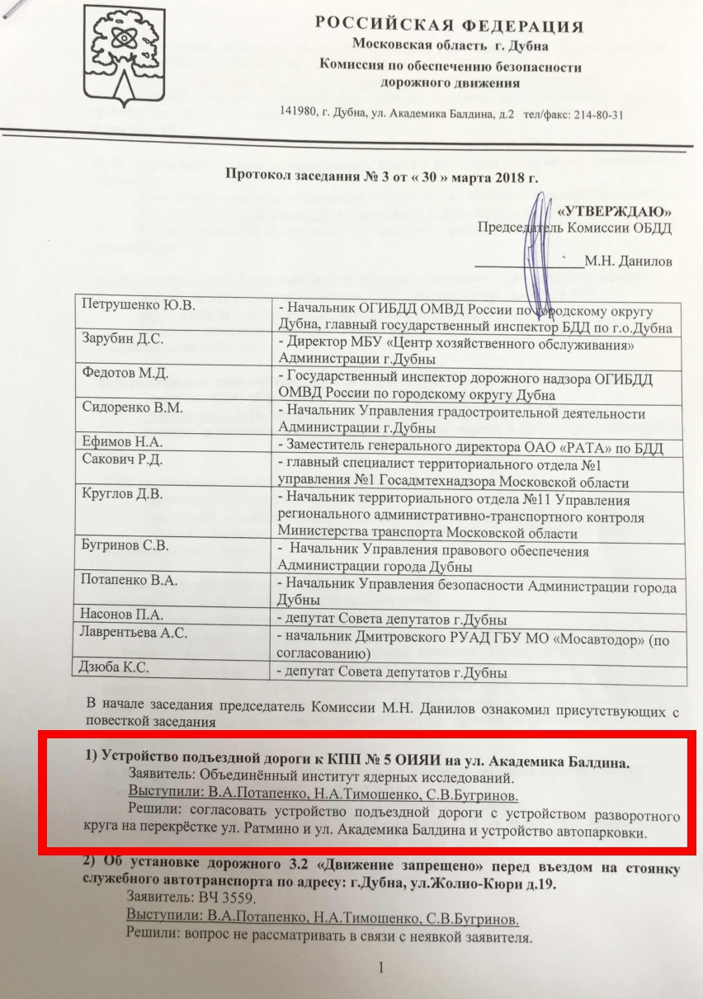 РОССИЙСКАЯ ФЕДЕРАЦИЯ
Московская область г. Дубна
Комиссия по обеспечению безопасности
дорожного движения
141980, г. Дубна, ул. Академика Балдина, д.2 тел/факс: 214-80-31
Протокол заседания № 3 от « 30 » марта 2018 г.
«УТВЕРЖДАЮ»
Председатель Комиссии ОБДД
_______________М.Н. Данилов
Петрушенко Ю.В. - Начальник ОГИБДД ОМВД России по городскому округу
Дубна, главный государственный инспектор БДД по г.о.Дубна
Зарубин Д.С. - Директор МБУ «Центр хозяйственного обслуживания»
Администрации г.Дубны
Федотов М.Д. - Государственный инспектор дорожного надзора ОГИБДД
ОМВД России по городскому округу Дубна
Сидоренко В.М. - Начальник Управления градостроительной деятельности
Администрации г.Дубны
Ефимов Н.А. - Заместитель генерального директора ОАО «РАТА» по БДД
Сакович Р.Д. - главный специалист территориального отдела №1
управления №1 Госадмтехнадзора Московской области
Круглов Д.В. - Начальник территориального отдела №11 Управления
регионального административно-транспортного контроля
Министерства транспорта Московской области
Бугринов С.В. - Начальник Управления правового обеспечения
Администрации города Дубны
Потапенко В.А. - Начальник Управления безопасности Администрации города
Дубны
Насонов П.А. - депутат Совета депутатов г.Дубны
Лаврентьева А.С. - начальник Дмитровского РУАД ГБУ МО «Мосавтодор» (по
согласованию)
Дзюба К.С. - депутат Совета депутатов г.Дубны
В начале заседания председатель Комиссии М.Н. Данилов ознакомил присутствующих с
повесткой заседания
1) Устройство подъездной дороги к КПП № 5 ОИЯИ на ул. Академика Балдина.
Заявитель: Объединённый институт ядерных исследований.
Выступили: В.А.Потапенко, Н.А.Тимошенко, С.В.Бугринов.
Решили: согласовать устройство подъездной дороги с устройством разворотного
круга на перекрёстке ул. Ратмино и ул. Академика Балдина и устройство автопарковки.
2) Об установке дорожного 3.2 «Движение запрещено» перед въездом на стоянку
служебного автотранспорта по адресу: г.Дубна, ул.Жолио-Кюри д.19.
Заявитель: ВЧ 3559.
Выступили: В.А.Потапенко, Н.А.Тимошенко, С.В.Бугринов.
Решили: вопрос не рассматривать в связи с неявкой заявителя.
1